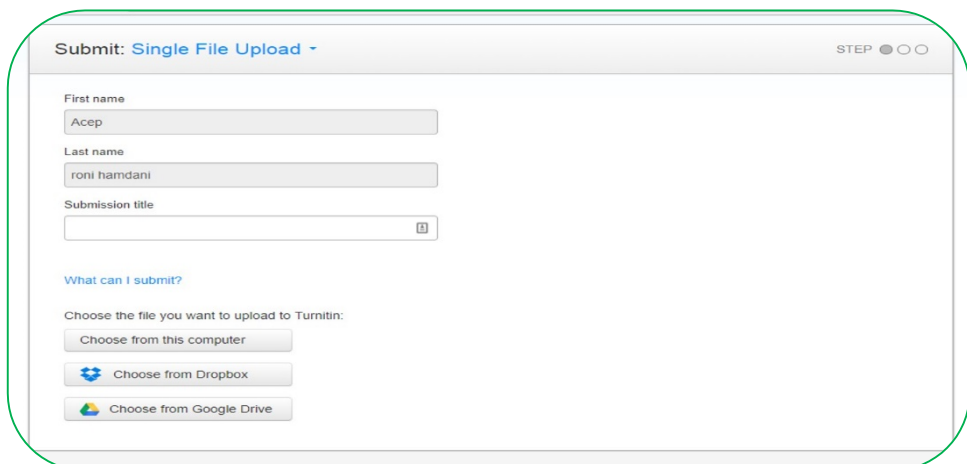 Submit: Single File Upload
STEP
First name
Acep
Last name
roni hamdani
Submission title
What can I submit?
Choose the file you want to upload to Turnitin:
Choose from this computer
Choose from Dropbox
Choose from Google Drive